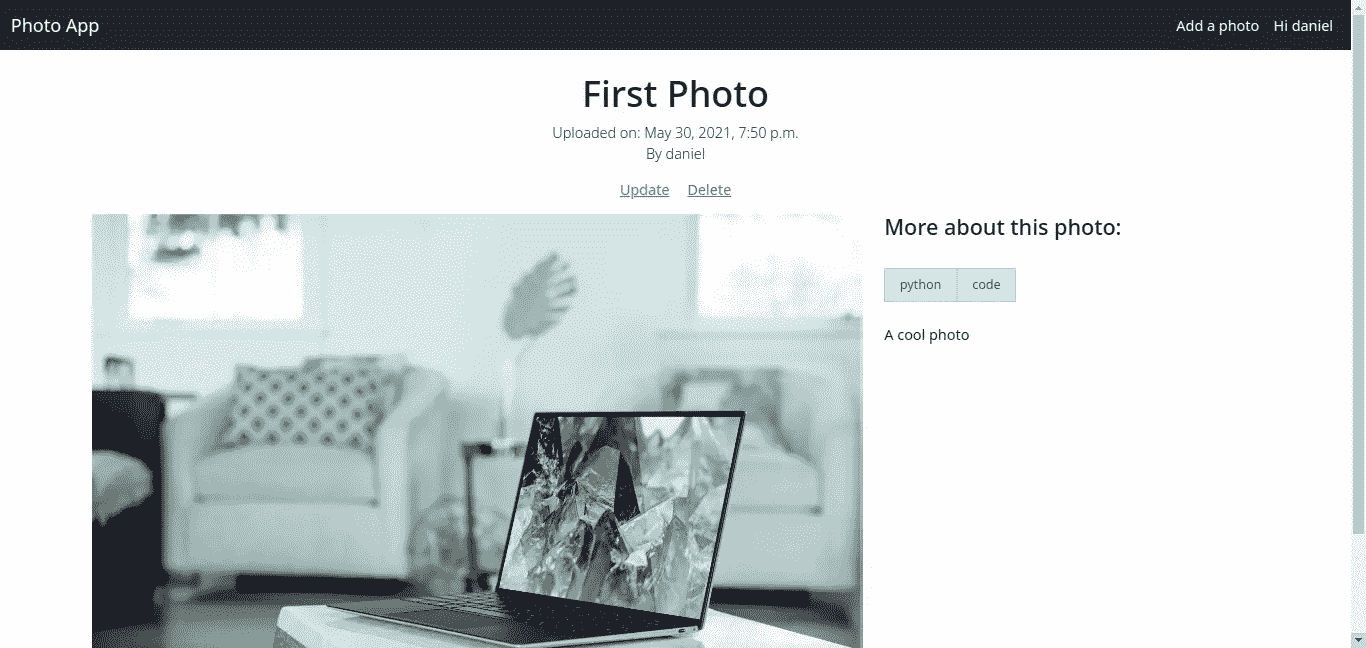 Photo App
Add a photo Hi daniel
First Photo
Uploaded on: May 30, 2021, 7:50 p.m.
By daniel
Update Delete
More about this photo:
python code
A cool photo